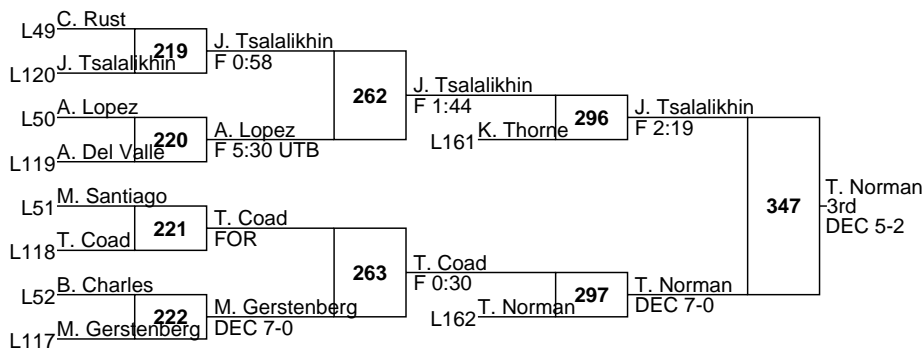 C. Rust
L49
219
J. Tsalalikhin
F 0:58
L120
J. Tsalalikhin
262
J. Tsalalikhin
F 1:44
A. Lopez
L50
220
A. Lopez
F 5:30 UTB
L119
A. Del Valle
296
J. Tsalalikhin
F 2:19
L161
K. Thorne
M. Santiago
L51
221
T. Coad
FOR
L118
T. Coad
347
T. Norman
3rd
DEC 5-2
263
T. Coad
F 0:30
B. Charles
L52
222
M. Gerstenberg
DEC 7-0
L117
M. Gerstenberg
297
T. Norman
DEC 7-0
L162
T. Norman